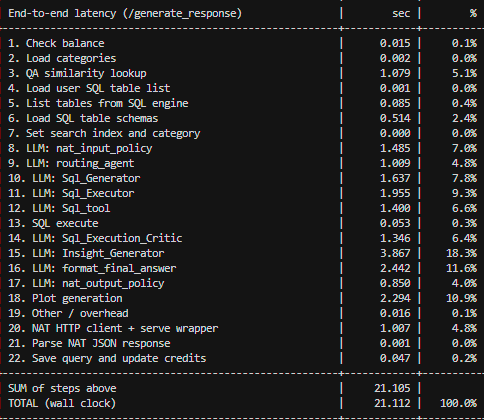 End-to-end latency (/generate_response) | sec | %
1. Check balance | 0.015 | 0.1%
2. Load categories | 0.002 | 0.0%
3. QA similarity lookup | 1.079 | 5.1%
4. Load user SQL table list | 0.001 | 0.0%
5. List tables from SQL engine | 0.085 | 0.4%
6. Load SQL table schemas | 0.514 | 2.4%
7. Set search index and category | 0.000 | 0.0%
8. LLM: nat_input_policy | 1.485 | 7.0%
9. LLM: routing_agent | 1.009 | 4.8%
10. LLM: Sql_Generator | 1.637 | 7.8%
11. LLM: Sql_Executor | 1.955 | 9.3%
12. LLM: Sql_tool | 1.400 | 6.6%
13. SQL execute | 0.053 | 0.3%
14. LLM: Sql_Execution_Critic | 1.346 | 6.4%
15. LLM: Insight_Generator | 3.867 | 18.3%
16. LLM: format_final_answer | 2.442 | 11.6%
17. LLM: nat_output_policy | 0.850 | 4.0%
18. Plot generation | 2.294 | 10.9%
19. Other / overhead | 0.016 | 0.1%
20. NAT HTTP client + serve wrapper | 1.007 | 4.8%
21. Parse NAT JSON response | 0.001 | 0.0%
22. Save query and update credits | 0.047 | 0.2%
SUM of steps above | 21.105 |
TOTAL (wall clock) | 21.112 | 100.0%